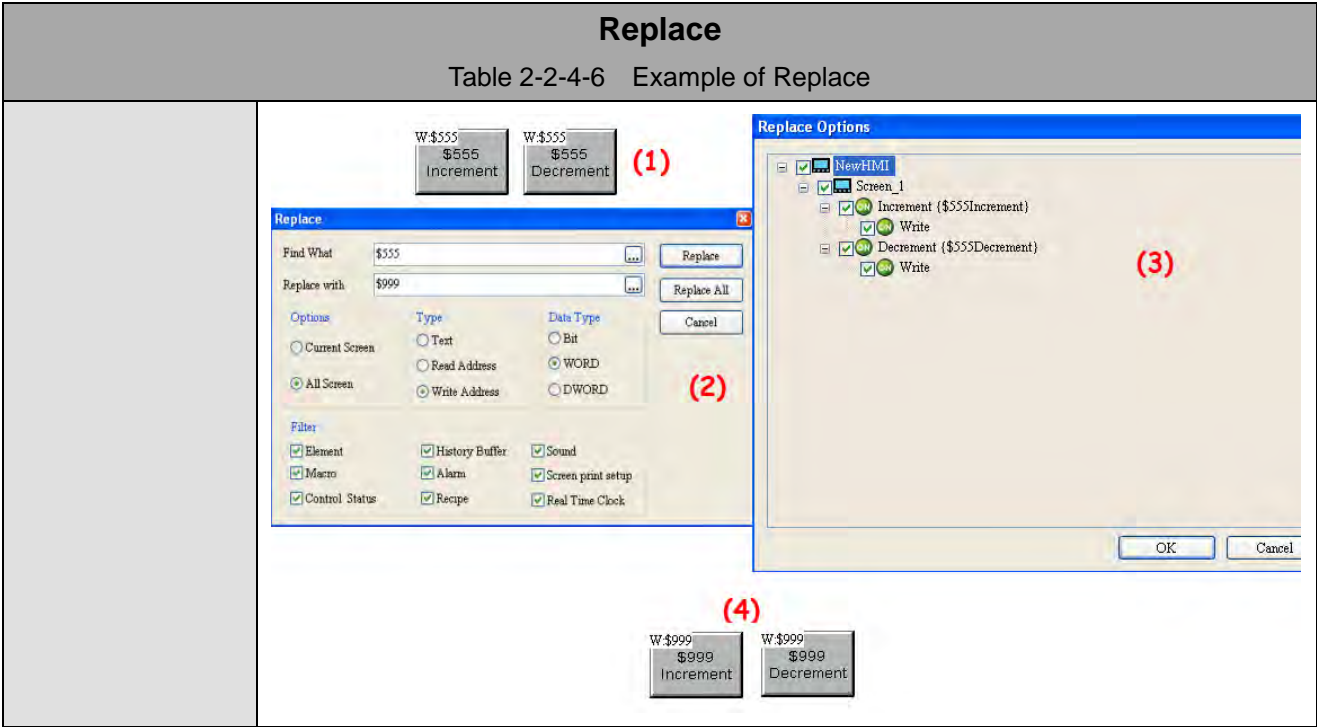 Replace
Table 2-2-4-6 Example of Replace
W:$555
$555
Increment
W:$555
$555
Decrement
(1)
Replace
Find What
$555
...
Replace
Replace with
$999
...
Replace All
Cancel
Options
Current Screen
All Screen
Type
Text
Read Address
Write Address
Data Type
Bit
WORD
DWORD
(2)
Filter
Element
History Buffer
Sound
Macro
Alarm
Screen print setup
Control Status
Recipe
Real Time Clock
Replace Options
NewHMI
Screen_1
Increment {$555Increment}
Write
Decrement {$555Decrement}
Write
(3)
OK
Cancel
(4)
W:$999
$999
Increment
W:$999
$999
Decrement